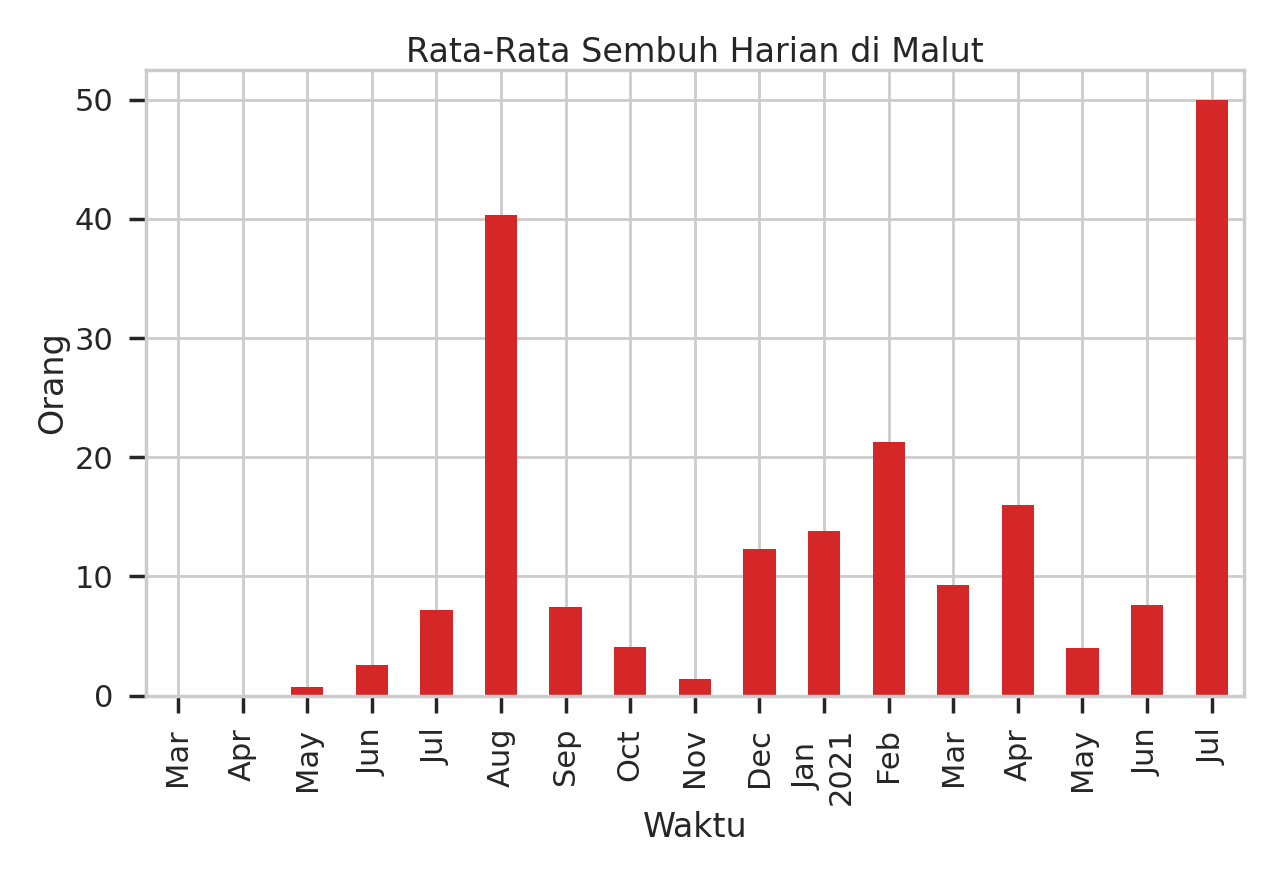 Rata-Rata Sembuh Harian di Malut
50
40
30
20
10
0
Orang
Mar
Apr
May
Jun
Jul
Aug
Sep
Oct
Nov
Dec
Jan
2021
Feb
Mar
Apr
May
Jun
Jul
Waktu